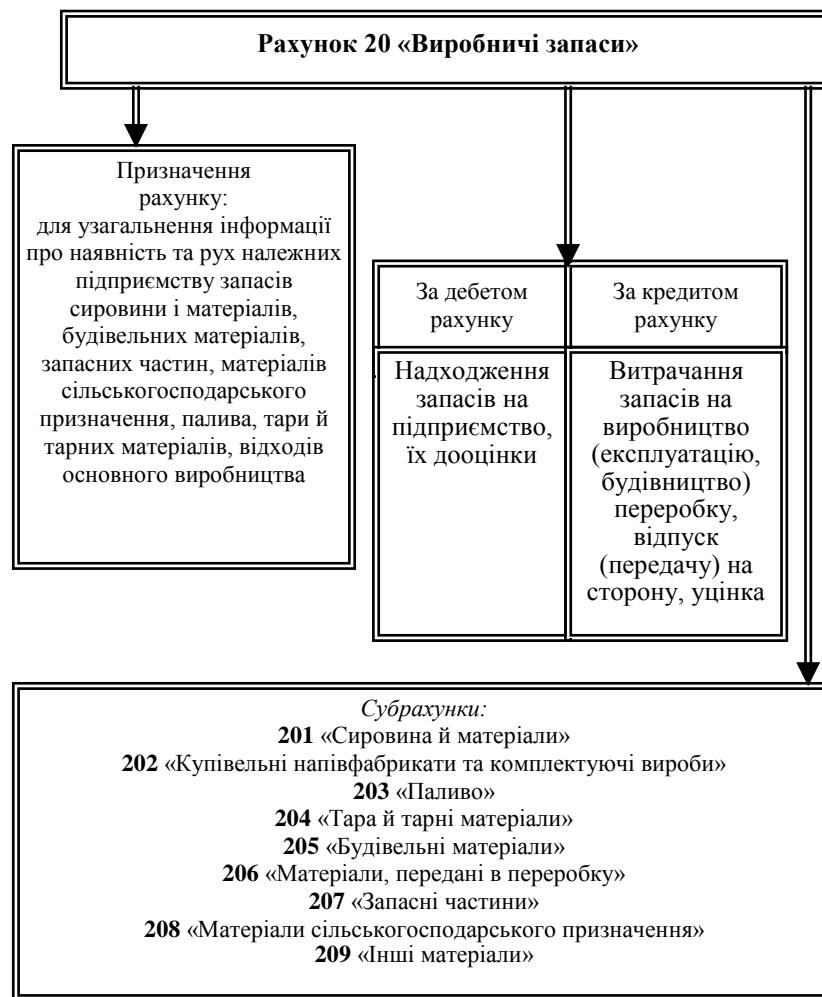 Рахунок 20 «Виробничі запаси»
Призначення
рахунку:
для узагальнення інформації
про наявність та рух належних
підприємству запасів
сировини і матеріалів,
будівельних матеріалів,
запасних частин, матеріалів
сільськогосподарського
призначення, палива, тари й
тарних матеріалів, відходів
основного виробництва
За дебетом
рахунку
Надходження
запасів на
підприємство,
їх дооцінки
За кредитом
рахунку
Витрачання
запасів на
виробництво
(експлуатацію,
будівництво)
переробку,
відпуск
(передачу) на
сторону, уцінка
Субрахунки:
201 «Сировина й матеріали»
202 «Купівельні напівфабрикати та комплектуючі вироби»
203 «Паливо»
204 «Тара й тарні матеріали»
205 «Будівельні матеріали»
206 «Матеріали, передані в переробку»
207 «Запасні частини»
208 «Матеріали сільськогосподарського призначення»
209 «Інші матеріали»